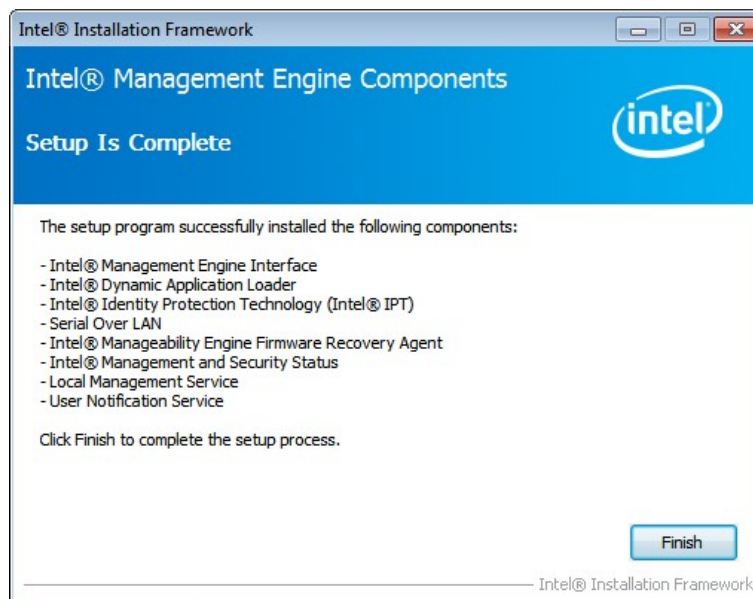 Intel® Installation Framework
Intel® Management Engine Components
intel®
Setup Is Complete
The setup program successfully installed the following components:
- Intel® Management Engine Interface
- Intel® Dynamic Application Loader
- Intel® Identity Protection Technology (Intel® IPT)
- Serial Over LAN
- Intel® Manageability Engine Firmware Recovery Agent
- Intel® Management and Security Status
- Local Management Service
- User Notification Service
Click Finish to complete the setup process.
Finish
Intel® Installation Framework